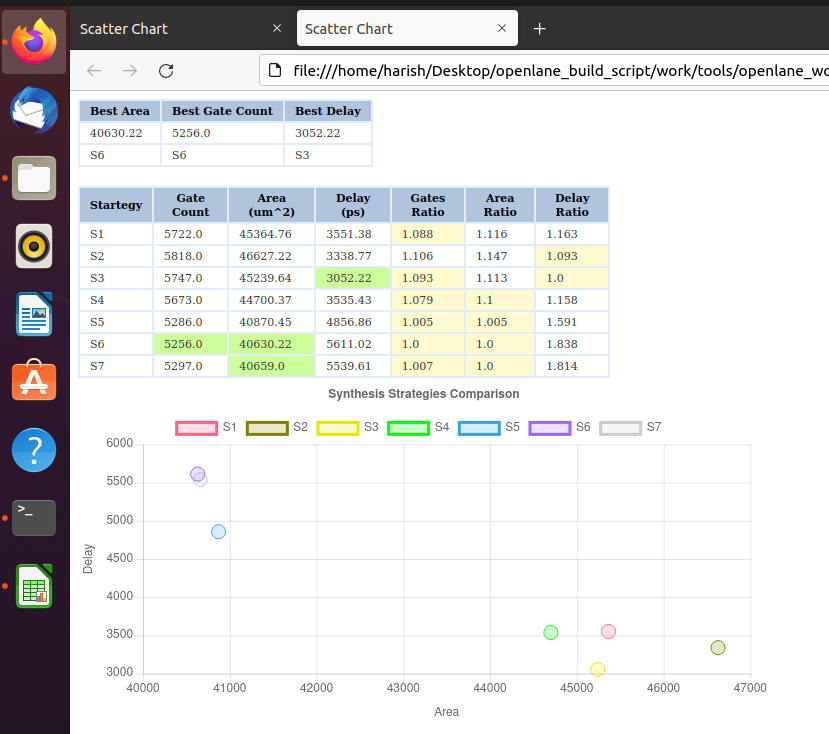 Scatter Chart × Scatter Chart × +
file:///home/harish/Desktop/openlane_build_script/work/tools/openlane_wo
Best Area Best Gate Count Best Delay
40630.22 5256.0 3052.22
S6 S6 S3
Startegy Gate Count Area (um^2) Delay (ps) Gates Ratio Area Ratio Delay Ratio
S1 5722.0 45364.76 3551.38 1.088 1.116 1.163
S2 5818.0 46627.22 3338.77 1.106 1.147 1.093
S3 5747.0 45239.64 3052.22 1.093 1.113 1.0
S4 5673.0 44700.37 3535.43 1.079 1.1 1.158
S5 5286.0 40870.45 4856.86 1.005 1.005 1.591
S6 5256.0 40630.22 5611.02 1.0 1.0 1.838
S7 5297.0 40659.0 5539.61 1.007 1.0 1.814
Synthesis Strategies Comparison
S1 S2 S3 S4 S5 S6 S7
6000
5500
5000
4500
4000
3500
3000
Delay
40000 41000 42000 43000 44000 45000 46000 47000
Area